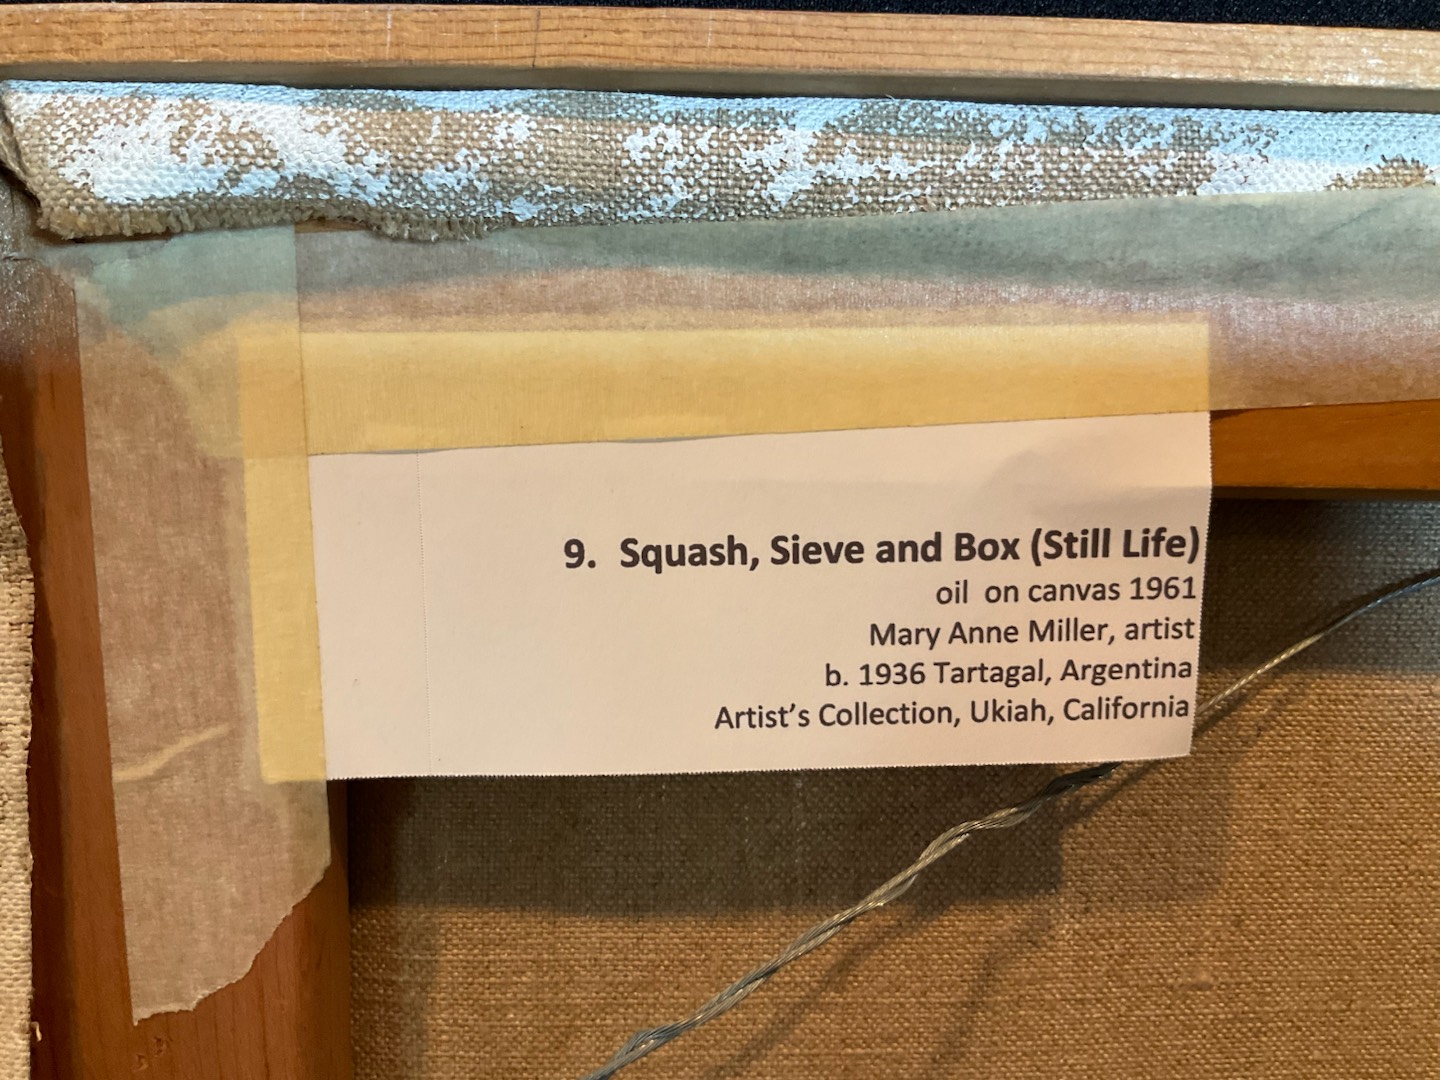 9. Squash, Sieve and Box (Still Life)
oil on canvas 1961
Mary Anne Miller, artist
b. 1936 Tartagal, Argentina
Artist's Collection, Ukiah, California